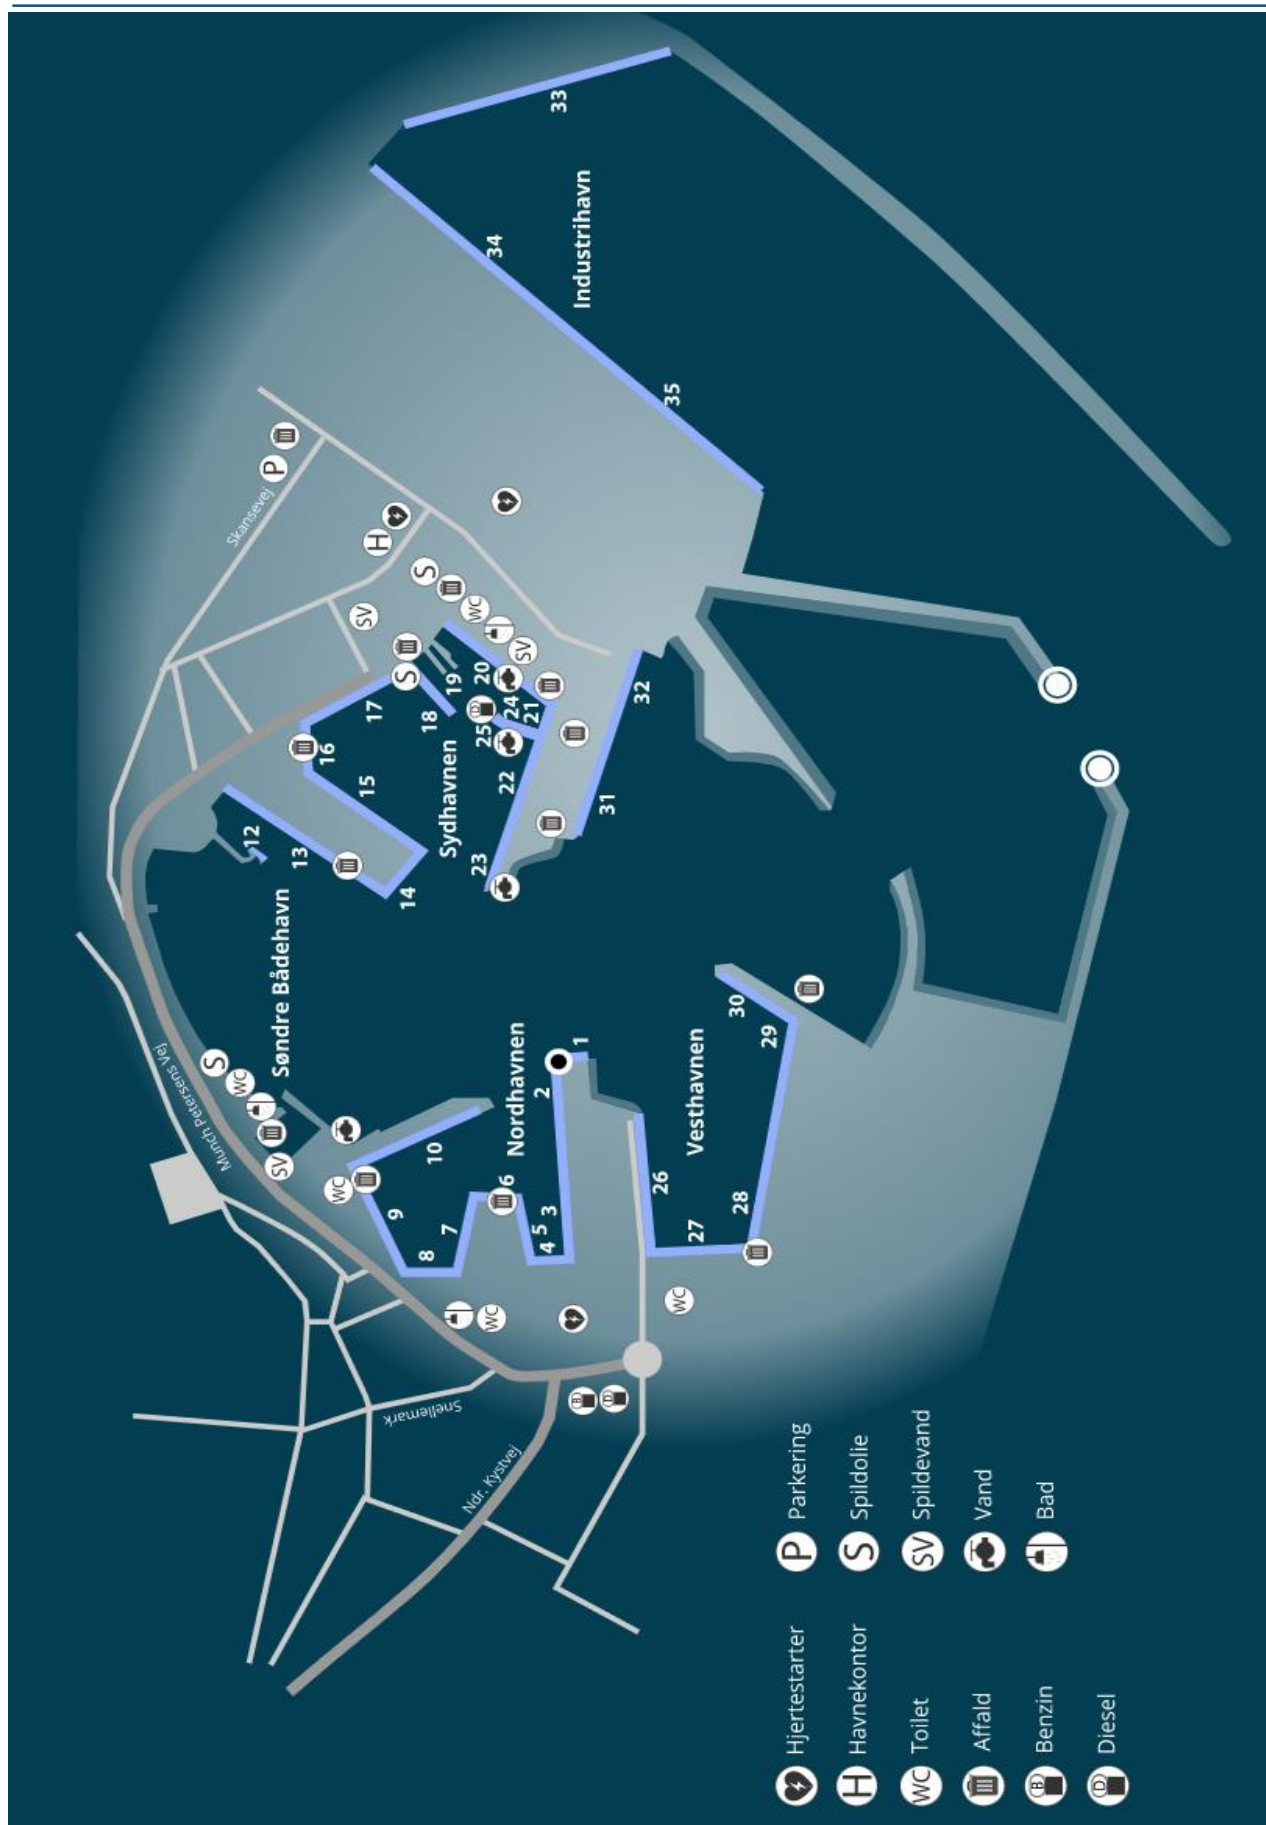 Munch Petersens Vej
Skansevej
Snellemark
Ndr. Kystvej
Søndre Bådehavn
Nordhavnen
Sydhavnen
Vesthavnen
Industrihavn
1
2
3
4
5
6
7
8
9
10
12
13
14
15
16
17
18
19
20
21
22
23
24
25
26
27
28
29
30
31
32
33
34
35
P
H
SV
S
S
WC
SV
D
S
WC
SV
WC
WC
WC
B
D
Hjertestarter
H Havnekontor
WC Toilet
Affald
B Benzin
D Diesel
P Parkering
S Spildolie
SV Spildevand
Vand
Bad